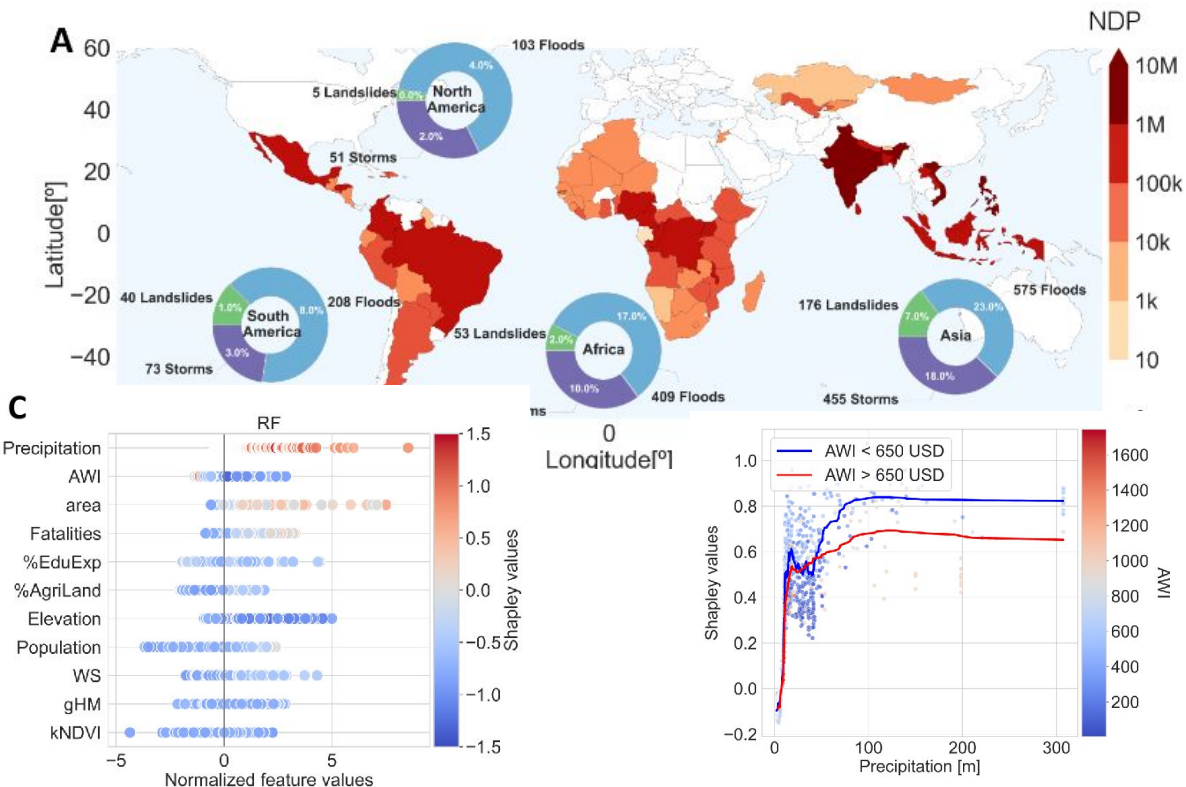 A
NDP
60
40
20
0
−20
−40
Latitude[º]
103 Floods
4.0%
5 Landslides
0.0%
North
America
2.0%
51 Storms
10M
1M
100k
10k
1k
10
40 Landslides
1.0%
208 Floods
South
America
8.0%
3.0%
73 Storms
53 Landslides
17.0%
2.0%
Africa
10.0%
409 Floods
ms
176 Landslides
23.0%
575 Floods
7.0%
Asia
18.0%
455 Storms
0
Longitude[º]
C
RF
Precipitation
AWI
area
Fatalities
%EduExp
%AgriLand
Elevation
Population
WS
gHM
kNDVI
−5
0
5
Normalized feature values
1.5
1.0
0.5
0.0
−0.5
−1.0
−1.5
Shapley values
AWI < 650 USD
AWI > 650 USD
1.0
0.8
0.6
0.4
0.2
0.0
−0.2
Shapley values
0
100
200
300
Precipitation [m]
1600
1400
1200
1000
800
600
400
200
AWI